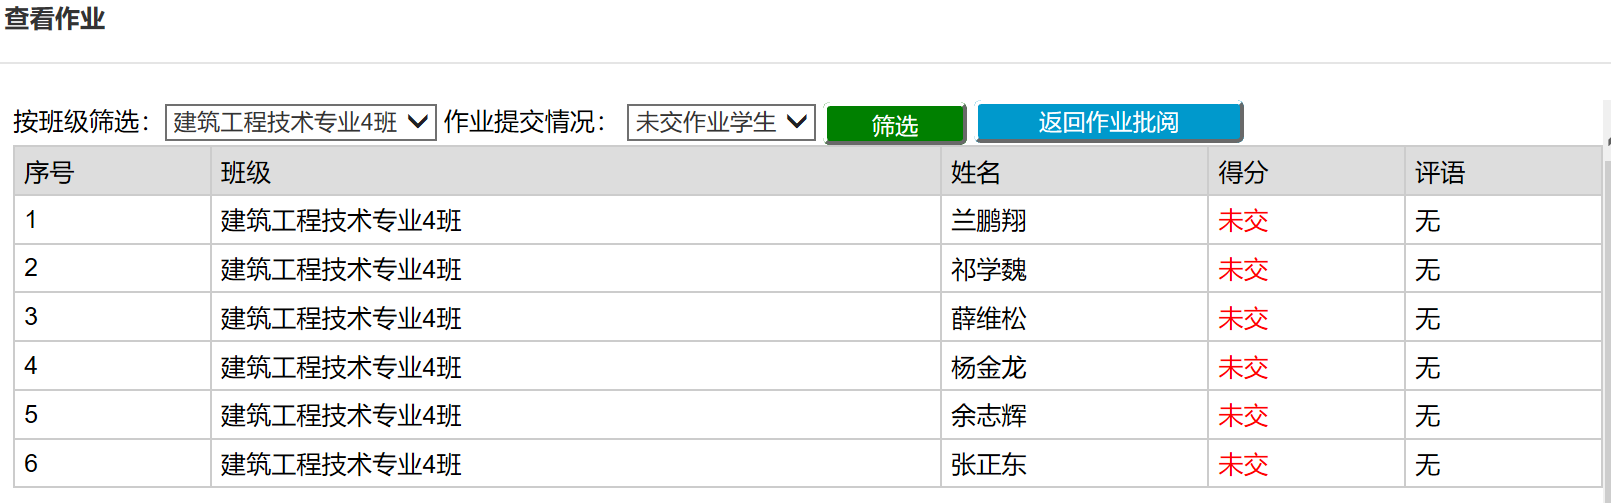 查看作业
按班级筛选： 建筑工程技术专业4班 作业提交情况： 未交作业学生 筛选 返回作业批阅
序号 班级 姓名 得分 评语
1 建筑工程技术专业4班 兰鹏翔 未交 无
2 建筑工程技术专业4班 祁学魏 未交 无
3 建筑工程技术专业4班 薛维松 未交 无
4 建筑工程技术专业4班 杨金龙 未交 无
5 建筑工程技术专业4班 余志辉 未交 无
6 建筑工程技术专业4班 张正东 未交 无